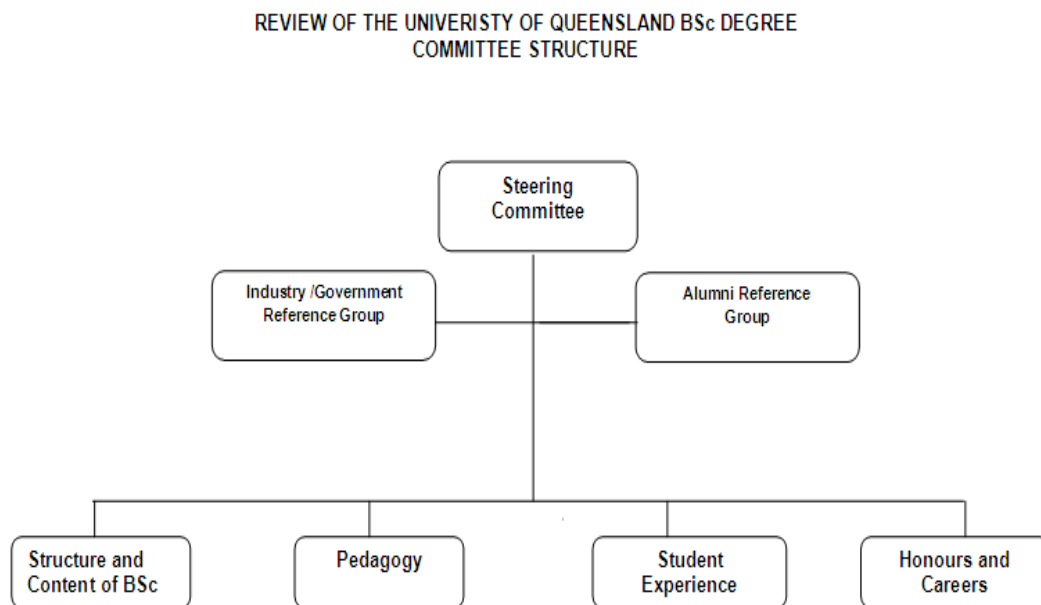 REVIEW OF THE UNIVERISTY OF QUEENSLAND BSc DEGREE
COMMITTEE STRUCTURE
Steering
Committee
Industry /Government
Reference Group
Alumni Reference
Group
Structure and
Content of BSc
Pedagogy
Student
Experience
Honours and
Careers